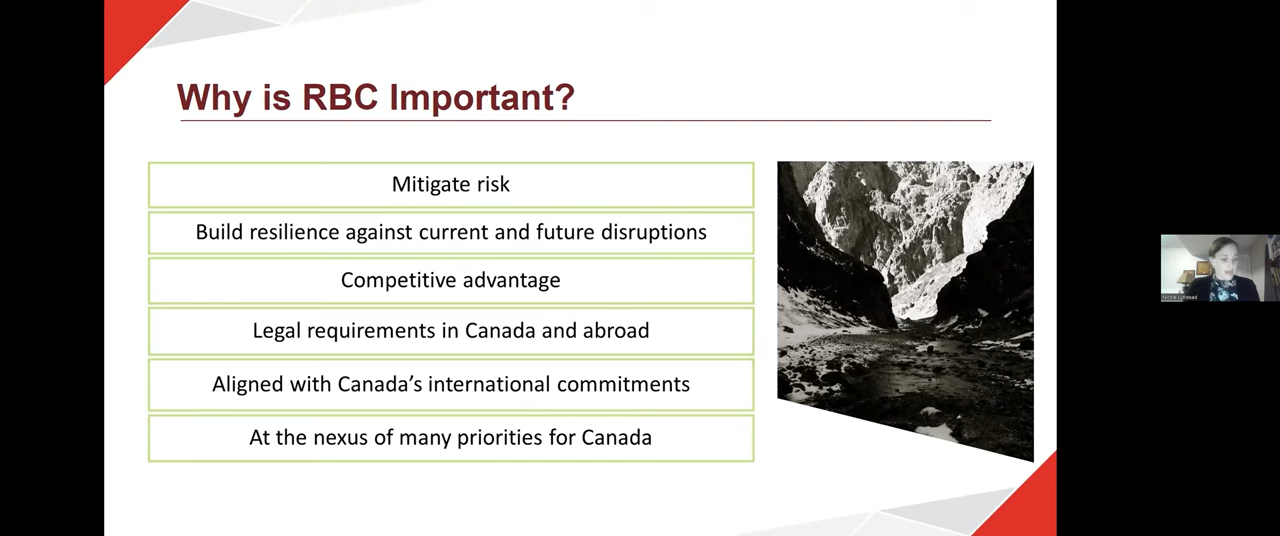 Why is RBC Important?
Mitigate risk
Build resilience against current and future disruptions
Competitive advantage
Legal requirements in Canada and abroad
Aligned with Canada's international commitments
At the nexus of many priorities for Canada
Nicole